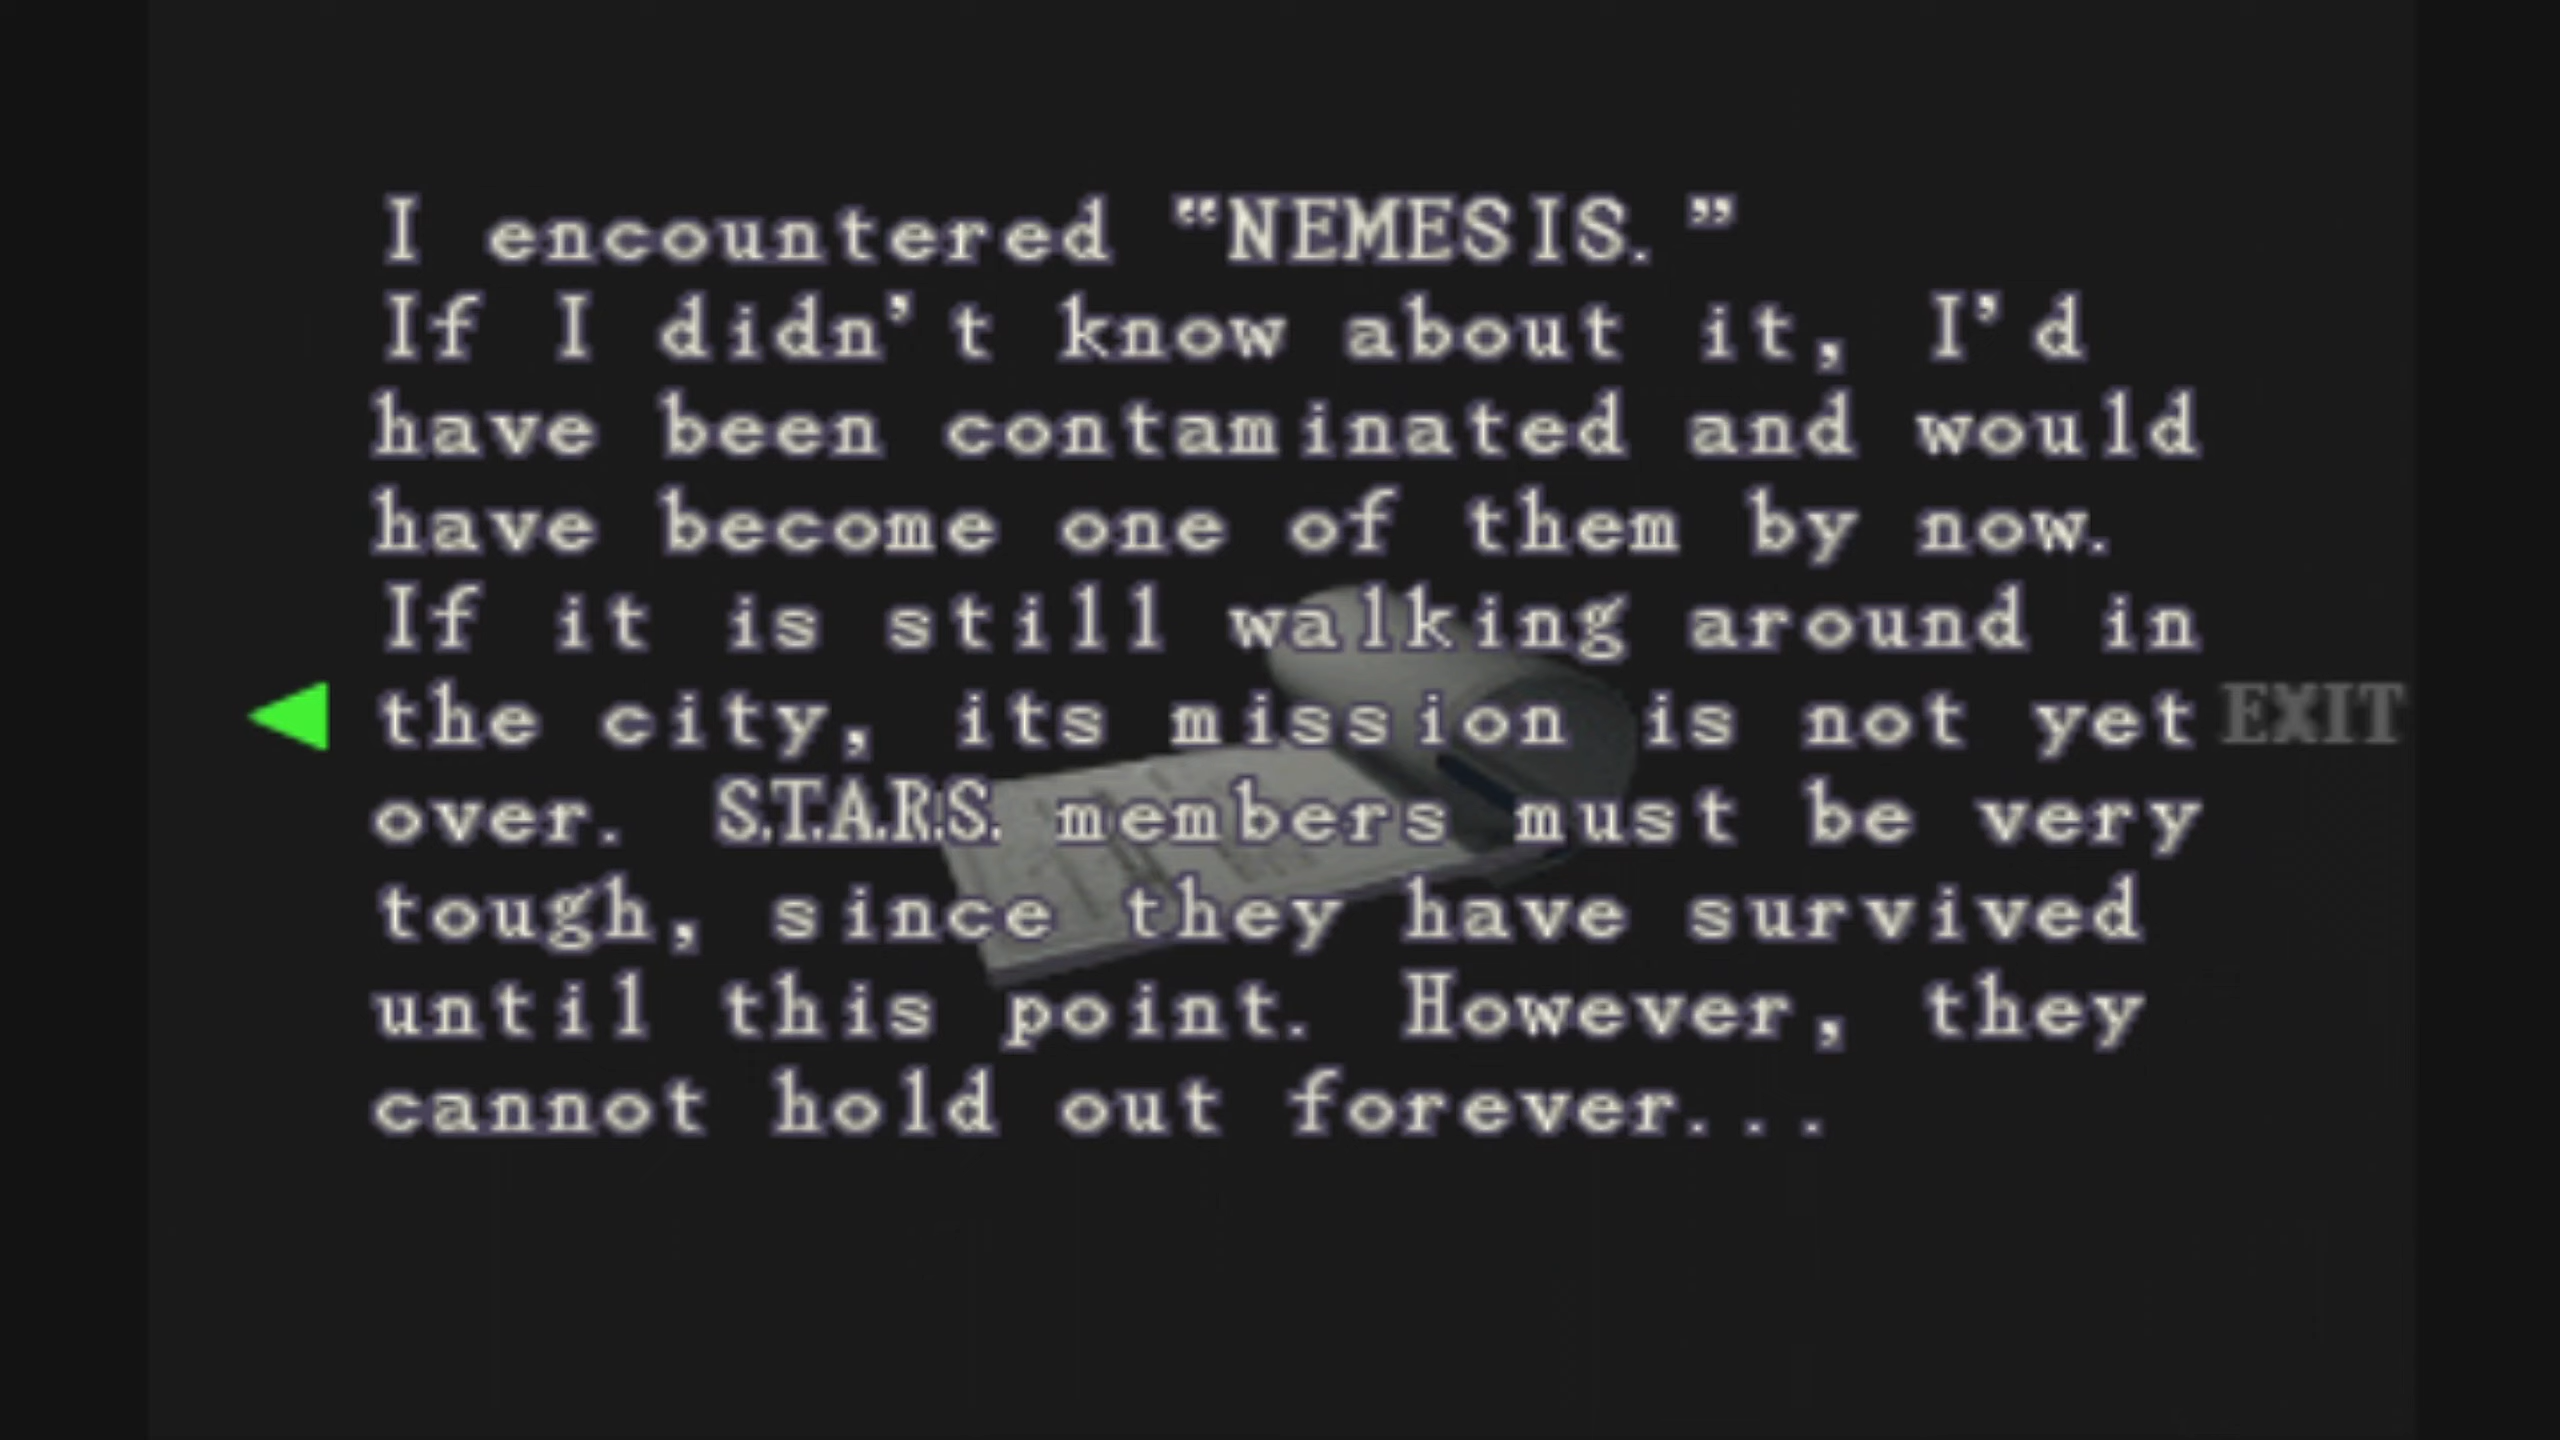 I encountered “NEMESIS.”
If I didn’t know about it, I’d
have been contaminated and would
have become one of them by now.
If it is still walking around in
the city, its mission is not yet
EXIT
over. S.T.A.R.S. members must be very
tough, since they have survived
until this point. However, they
cannot hold out forever...